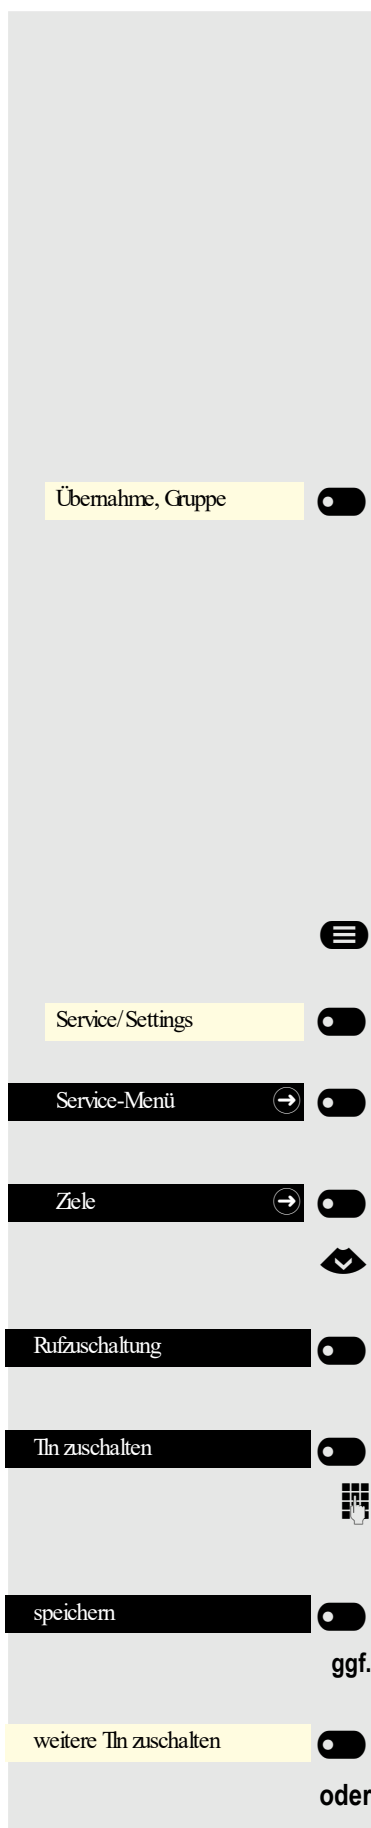 Übernahme, Gruppe
Service/Settings
Service-Menü
Ziele
Rufzuschaltung
Tln zuschalten
speichern
ggf.
weitere Tln zuschalten
oder